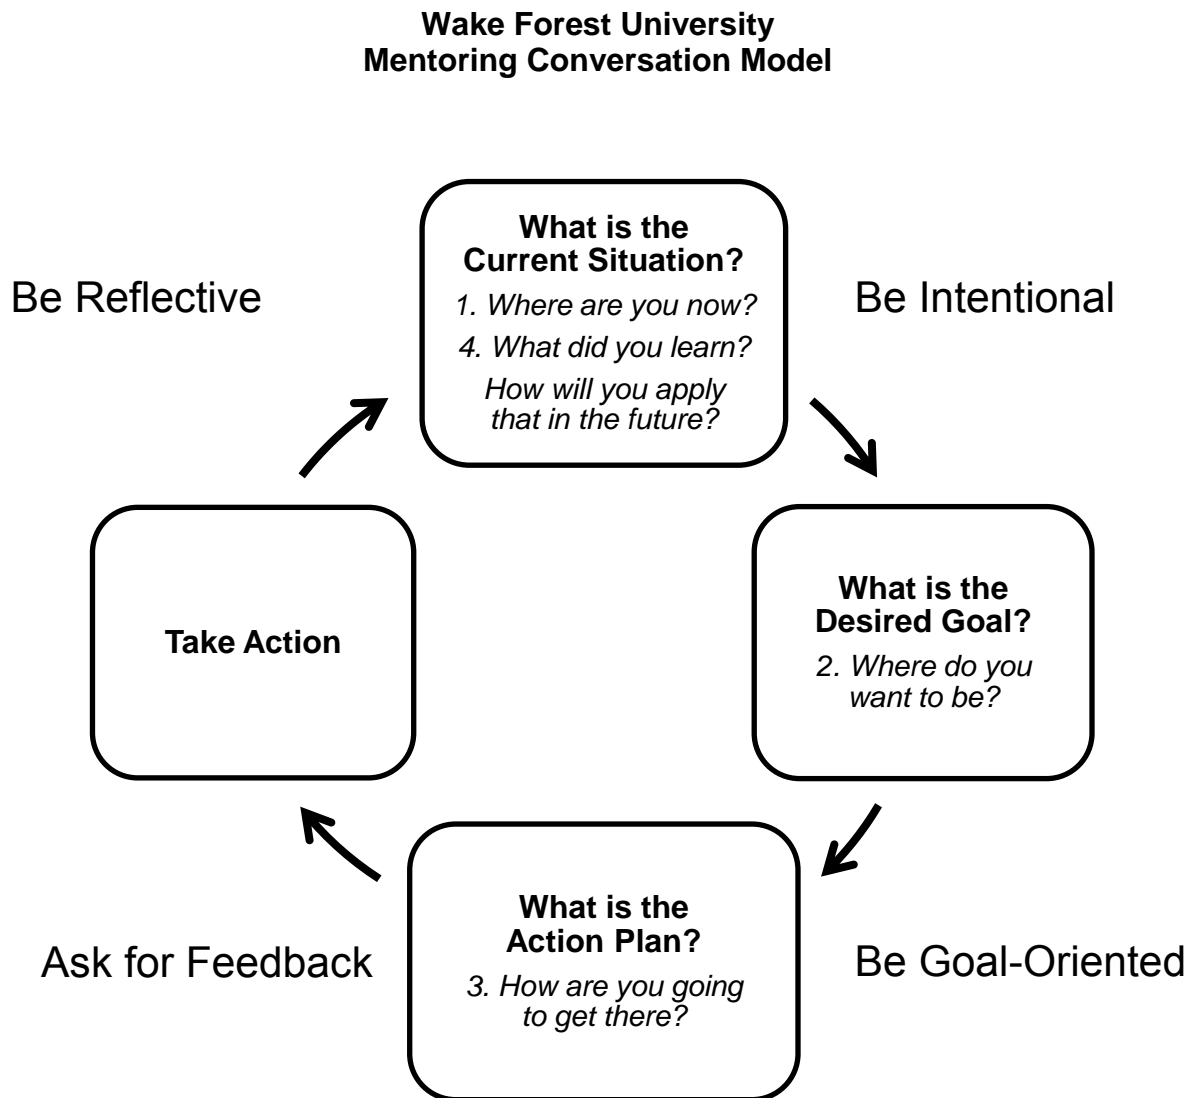 Wake Forest University
Mentoring Conversation Model
What is the
Current Situation?
1. Where are you now?
4. What did you learn?
How will you apply
that in the future?
Be Reflective
Be Intentional
What is the
Desired Goal?
2. Where do you
want to be?
Take Action
What is the
Action Plan?
3. How are you going
to get there?
Ask for Feedback
Be Goal-Oriented